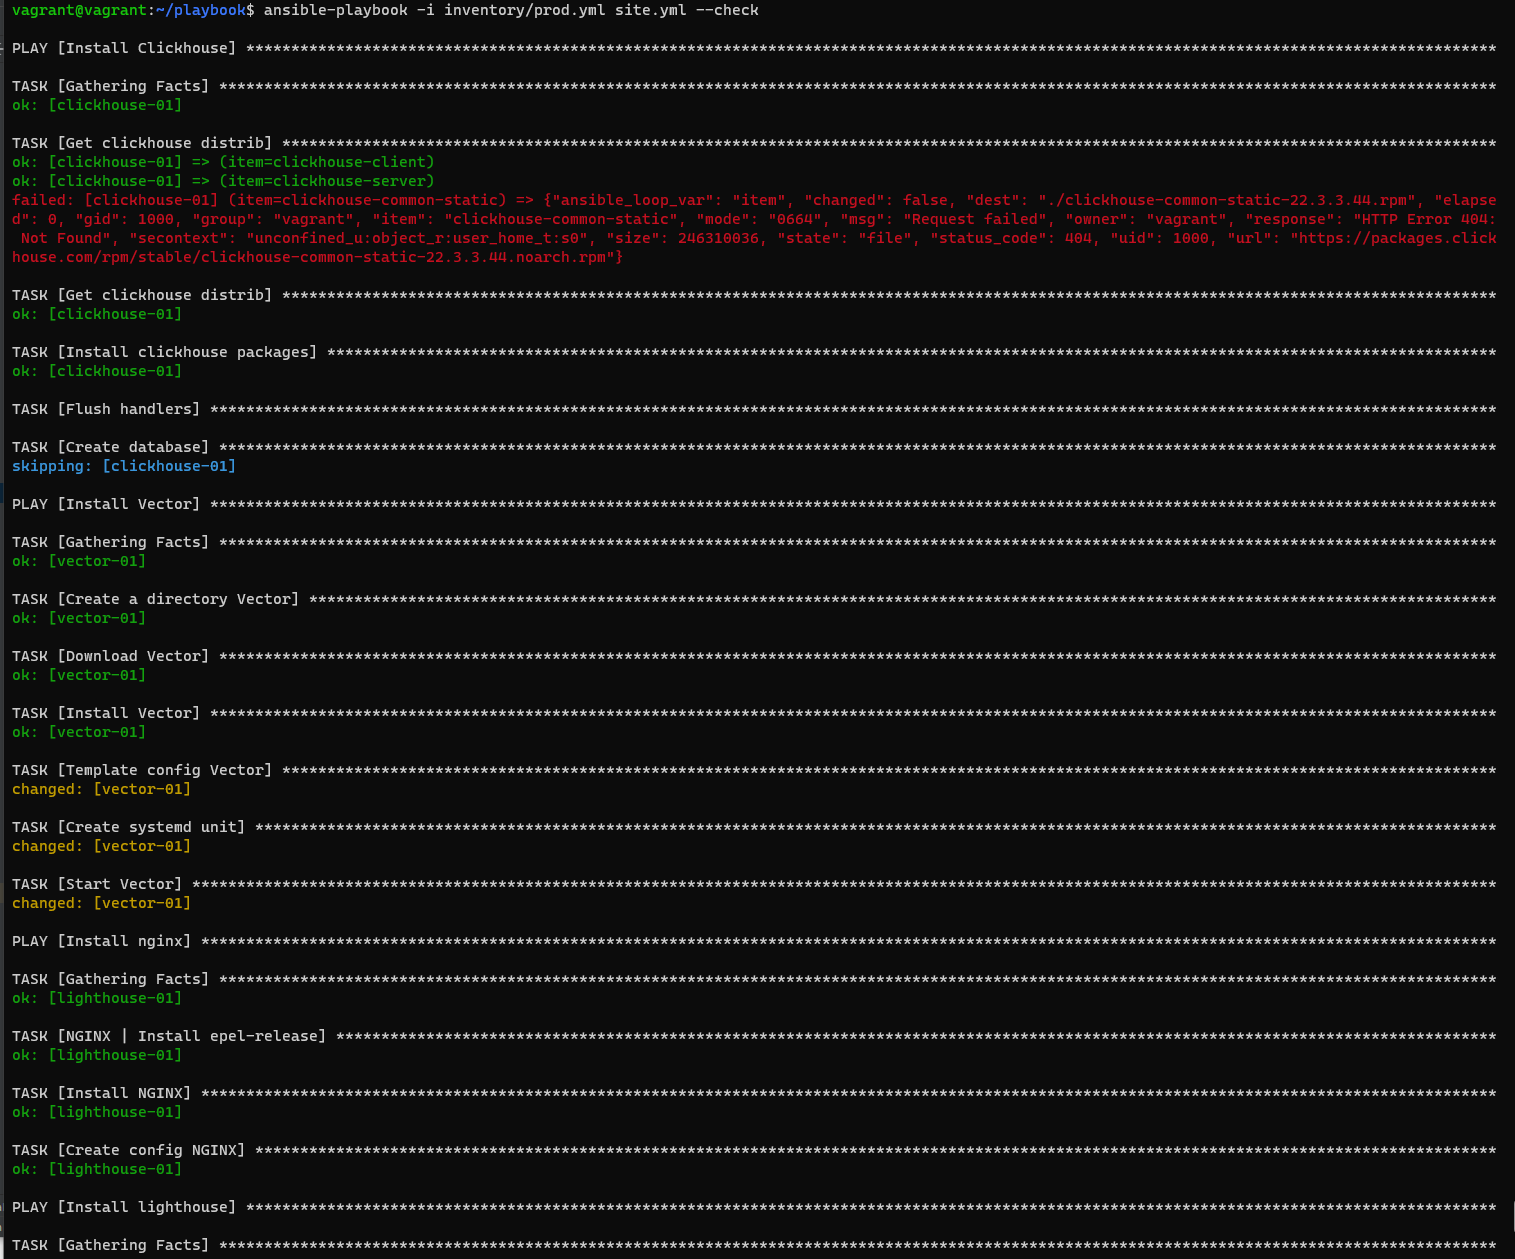 vagrant@vagrant:~/playbook$ ansible-playbook -i inventory/prod.yml site.yml --check
PLAY [Install Clickhouse] *******************************************************************************************************************************************
TASK [Gathering Facts] **********************************************************************************************************************************************
ok: [clickhouse-01]
TASK [Get clickhouse distrib] ***************************************************************************************************************************************
ok: [clickhouse-01] => (item=clickhouse-client)
ok: [clickhouse-01] => (item=clickhouse-server)
failed: [clickhouse-01] (item=clickhouse-common-static) => {"ansible_loop_var": "item", "changed": false, "dest": "./clickhouse-common-static-22.3.3.44.rpm", "elapse
d": 0, "gid": 1000, "group": "vagrant", "item": "clickhouse-common-static", "mode": "0664", "msg": "Request failed", "owner": "vagrant", "response": "HTTP Error 404:
 Not Found", "secontext": "unconfined_u:object_r:user_home_t:s0", "size": 246310036, "state": "file", "status_code": 404, "uid": 1000, "url": "https://packages.click
house.com/rpm/stable/clickhouse-common-static-22.3.3.44.noarch.rpm"}
TASK [Get clickhouse distrib] ***************************************************************************************************************************************
ok: [clickhouse-01]
TASK [Install clickhouse packages] **********************************************************************************************************************************
ok: [clickhouse-01]
TASK [Flush handlers] ***********************************************************************************************************************************************
TASK [Create database] **********************************************************************************************************************************************
skipping: [clickhouse-01]
PLAY [Install Vector] ***********************************************************************************************************************************************
TASK [Gathering Facts] **********************************************************************************************************************************************
ok: [vector-01]
TASK [Create a directory Vector] ************************************************************************************************************************************
ok: [vector-01]
TASK [Download Vector] **********************************************************************************************************************************************
ok: [vector-01]
TASK [Install Vector] ***********************************************************************************************************************************************
ok: [vector-01]
TASK [Template config Vector] ***************************************************************************************************************************************
changed: [vector-01]
TASK [Create systemd unit] ******************************************************************************************************************************************
changed: [vector-01]
TASK [Start Vector] *************************************************************************************************************************************************
changed: [vector-01]
PLAY [Install nginx] ************************************************************************************************************************************************
TASK [Gathering Facts] **********************************************************************************************************************************************
ok: [lighthouse-01]
TASK [NGINX | Install epel-release] *********************************************************************************************************************************
ok: [lighthouse-01]
TASK [Install NGINX] ************************************************************************************************************************************************
ok: [lighthouse-01]
TASK [Create config NGINX] ******************************************************************************************************************************************
ok: [lighthouse-01]
PLAY [Install lighthouse] *******************************************************************************************************************************************
TASK [Gathering Facts] **********************************************************************************************************************************************